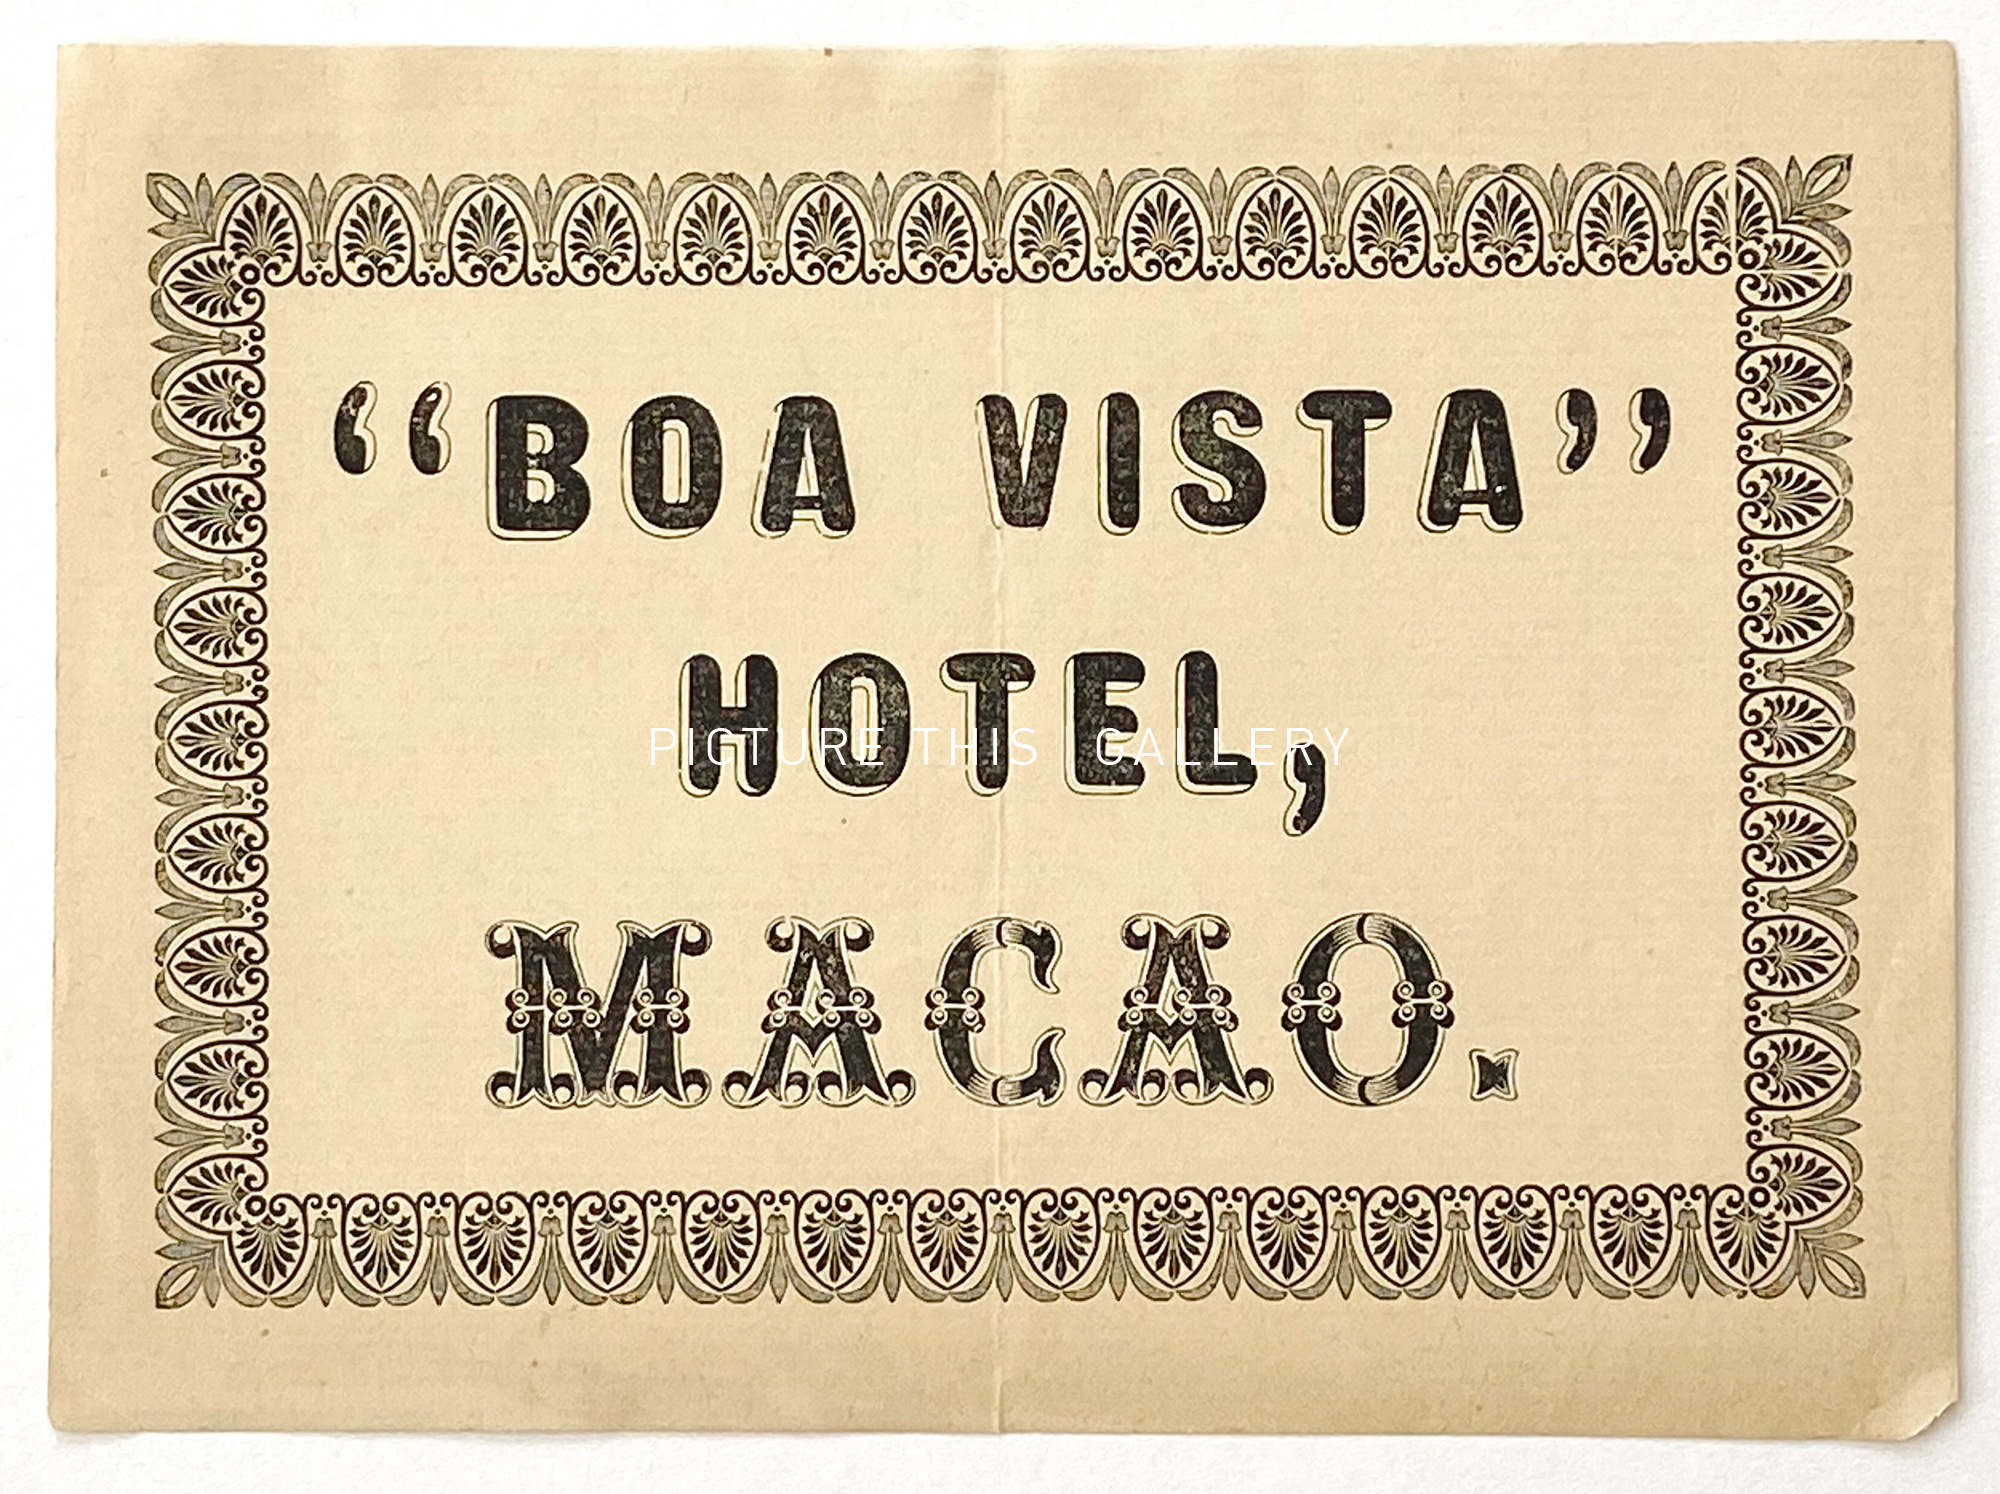 “BOA VISTA”
HOTEL,
PICTURE THIS GALLERY
MACAO.